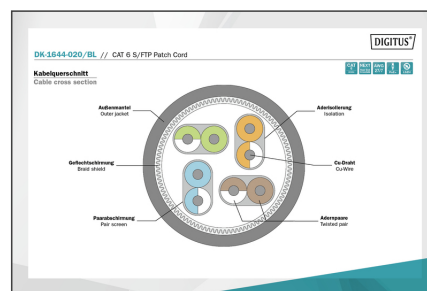 DIGITUS®
DK-1644-020/BL // CAT 6 S/FTP Patch Cord
Kabelquerschnitt
Cable cross section
Außenmantel
Outer jacket
Aderisolierung
Isolation
Geflechtschirmung
Braid shield
Cu-Draht
Cu-Wire
Paarabschirmung
Pair screen
Aderpaare
Twisted pair